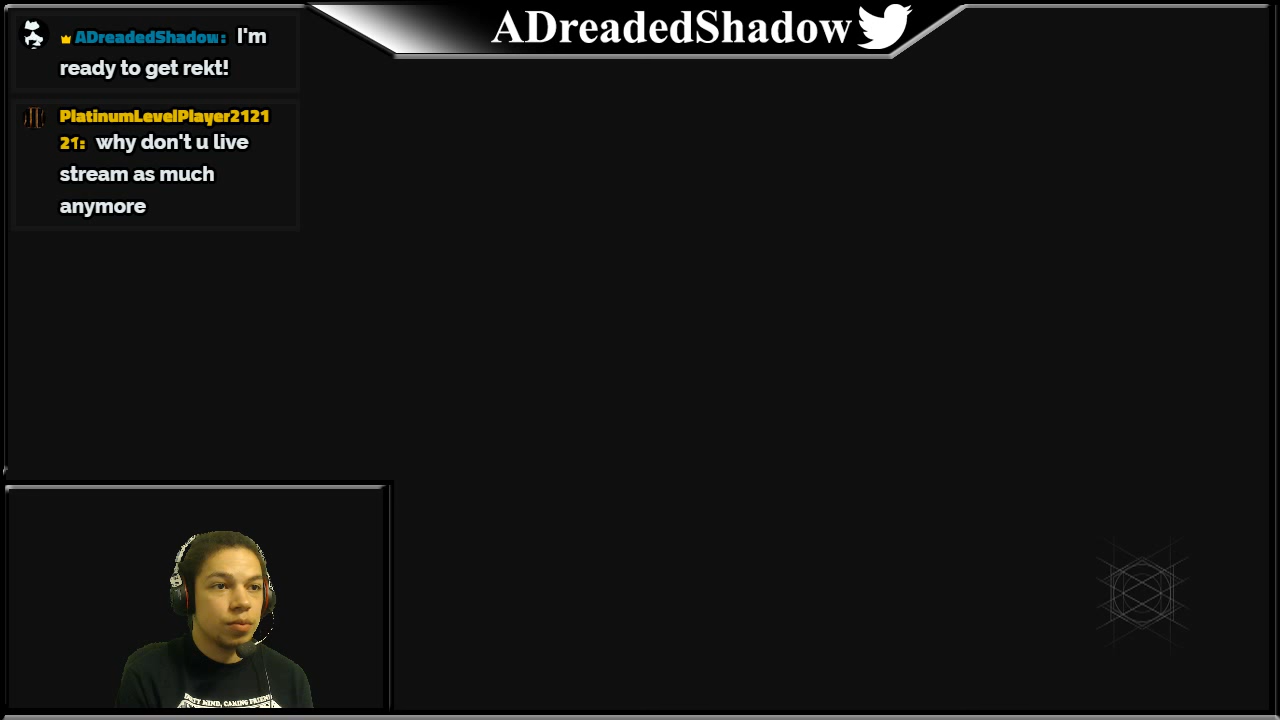 ADreadedShadow
ADreadedShadow: I'm
ready to get rekt!
PlatinumLevelPlayer2121
21: why don't u live
stream as much
anymore